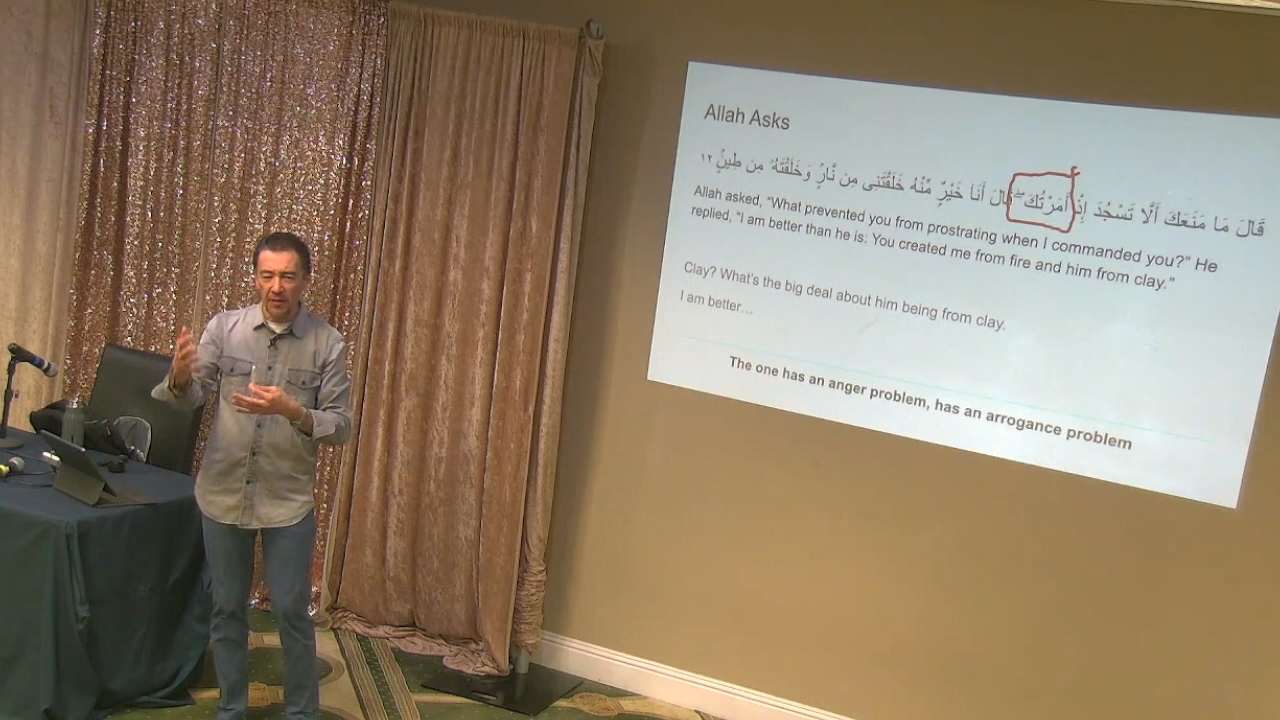 Allah Asks
قَالَ مَا مَنَعَكَ أَلَّا تَسْجُدَ إِذْ أَمَرْتُكَ ۖ قَالَ أَنَا خَيْرٌ مِّنْهُ خَلَقْتَنِى مِن نَّارٍ وَخَلَقْتَهُۥ مِن طِينٍ ١٢
Allah asked, “What prevented you from prostrating when I commanded you?” He
replied, “I am better than he is: You created me from fire and him from clay.”
Clay? What’s the big deal about him being from clay.
I am better…
The one has an anger problem, has an arrogance problem